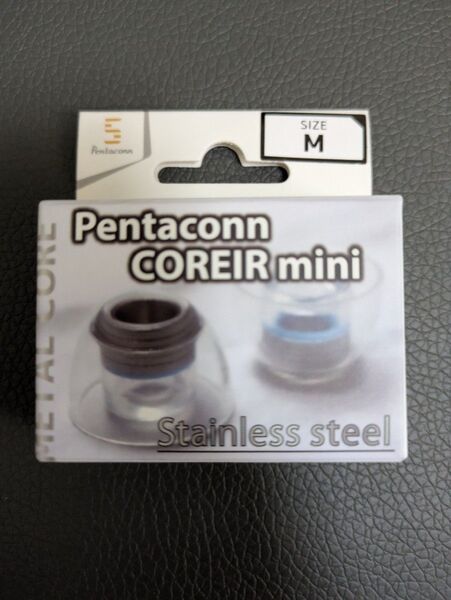 Pentaconn
SIZE
M
Pentaconn
COREIR mini
METAL CORE
Stainless steel